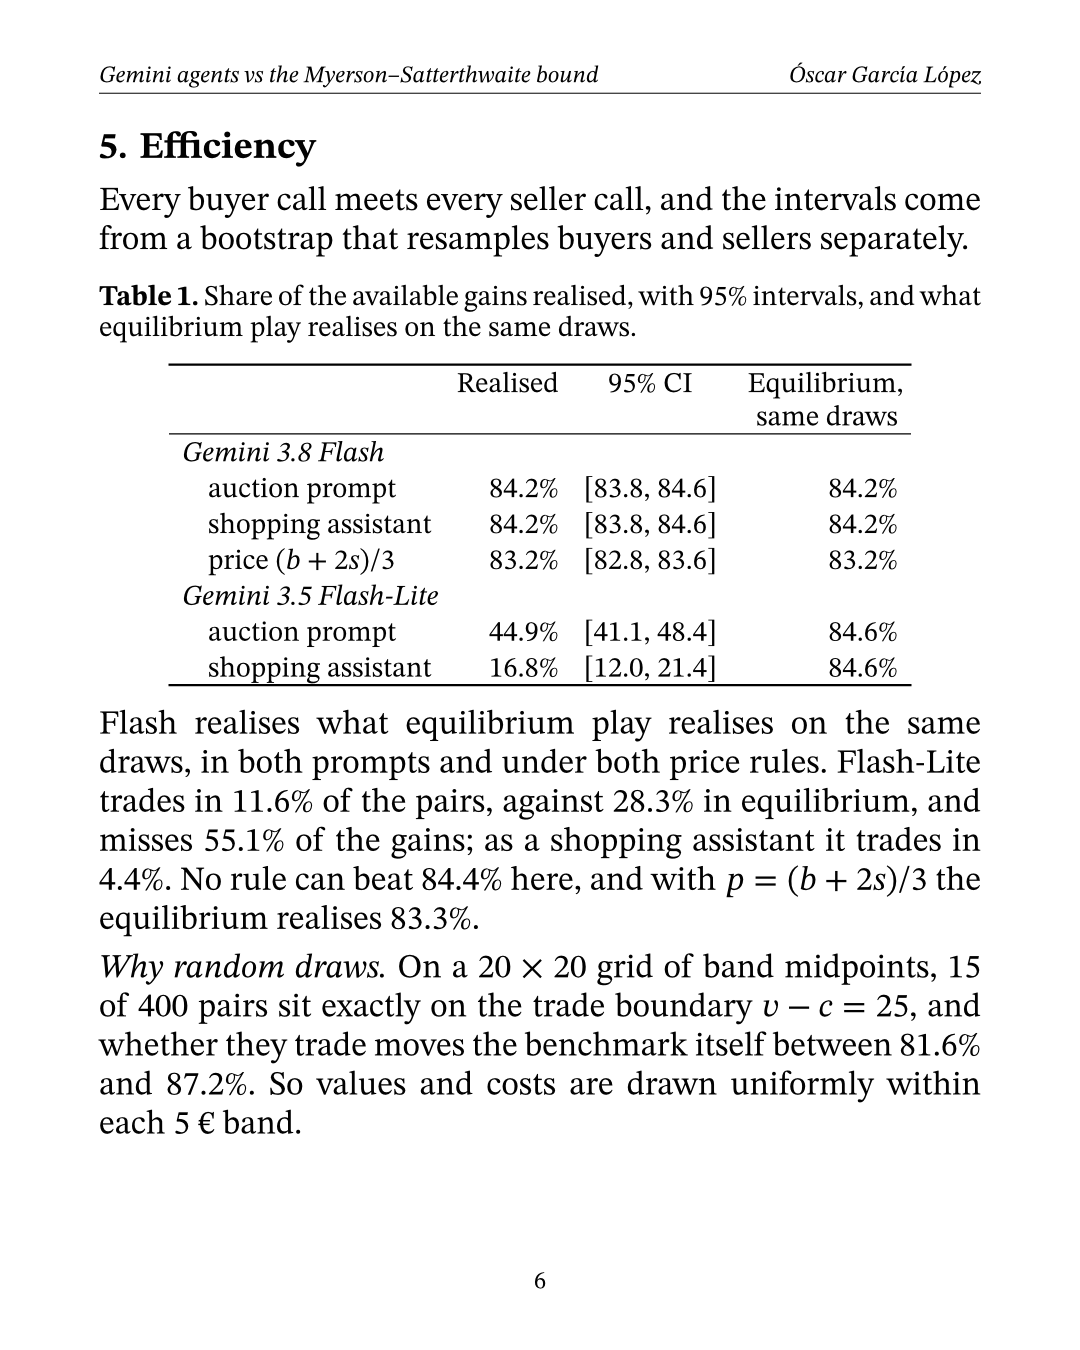 Gemini agents vs the Myerson–Satterthwaite bound
Óscar García López
5. Efficiency
Every buyer call meets every seller call, and the intervals come
from a bootstrap that resamples buyers and sellers separately.
Table 1. Share of the available gains realised, with 95% intervals, and what
equilibrium play realises on the same draws.
Realised 95% CI Equilibrium,
same draws
Gemini 3.8 Flash
auction prompt 84.2% [83.8, 84.6] 84.2%
shopping assistant 84.2% [83.8, 84.6] 84.2%
price (b + 2s)/3 83.2% [82.8, 83.6] 83.2%
Gemini 3.5 Flash-Lite
auction prompt 44.9% [41.1, 48.4] 84.6%
shopping assistant 16.8% [12.0, 21.4] 84.6%
Flash realises what equilibrium play realises on the same
draws, in both prompts and under both price rules. Flash-Lite
trades in 11.6% of the pairs, against 28.3% in equilibrium, and
misses 55.1% of the gains; as a shopping assistant it trades in
4.4%. No rule can beat 84.4% here, and with p = (b + 2s)/3 the
equilibrium realises 83.3%.
Why random draws. On a 20 × 20 grid of band midpoints, 15
of 400 pairs sit exactly on the trade boundary v − c = 25, and
whether they trade moves the benchmark itself between 81.6%
and 87.2%. So values and costs are drawn uniformly within
each 5 € band.
6